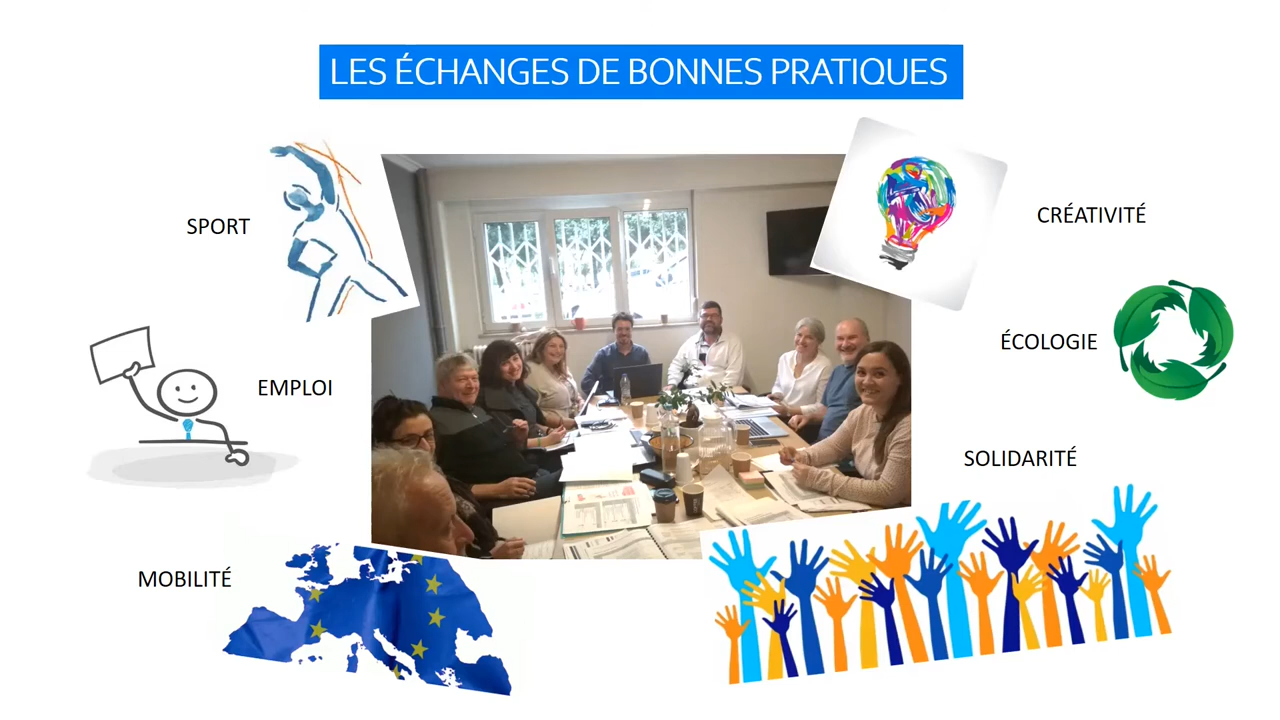 LES ÉCHANGES DE BONNES PRATIQUES
SPORT
CRÉATIVITÉ
ÉCOLOGIE
EMPLOI
SOLIDARITÉ
MOBILITÉ